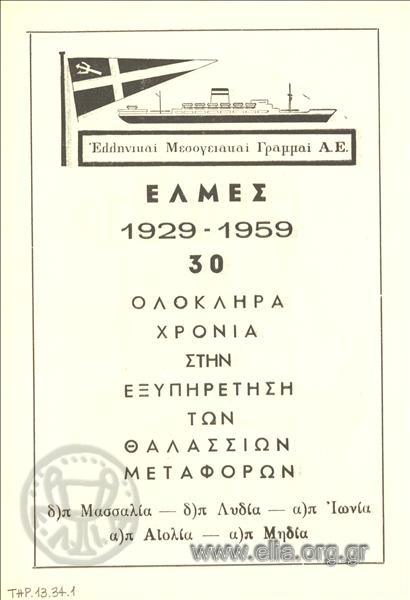 Ἑλληνικαὶ Μεσογειακαὶ Γραμμαὶ Α.Ε.
ΕΛΜΕΣ
1929-1959
30
ΟΛΟΚΛΗΡΑ
ΧΡΟΝΙΑ
ΣΤΗΝ
ΕΞΥΠΗΡΕΤΗΣΗ
ΤΩΝ
ΘΑΛΑΣΣΙΩΝ
ΜΕΤΑΦΟΡΩΝ
δ)π Μασσαλία — δ)π Λυδία — α)π Ἰωνία
α)π Αἰολία — α)π Μηδία
www.elia.org.gr
ΤΗΡ.13.34.1